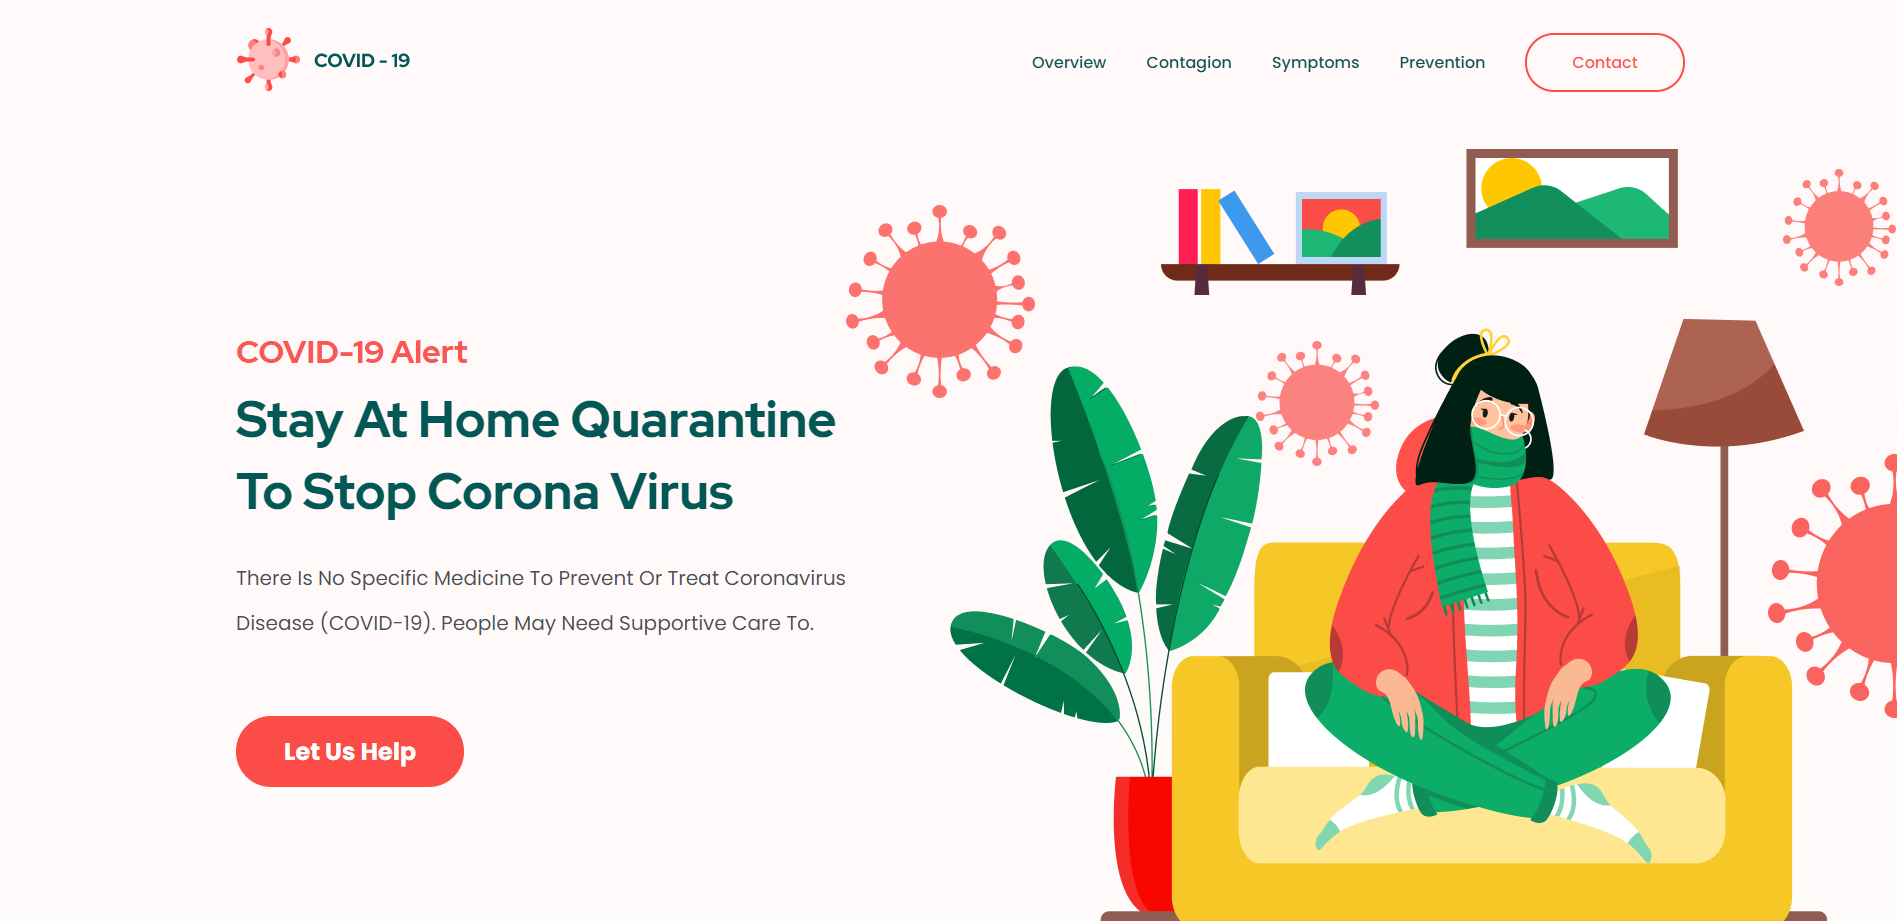 COVID - 19
Overview Contagion Symptoms Prevention Contact
COVID-19 Alert
Stay At Home Quarantine
To Stop Corona Virus
There Is No Specific Medicine To Prevent Or Treat Coronavirus
Disease (COVID-19). People May Need Supportive Care To.
Let Us Help